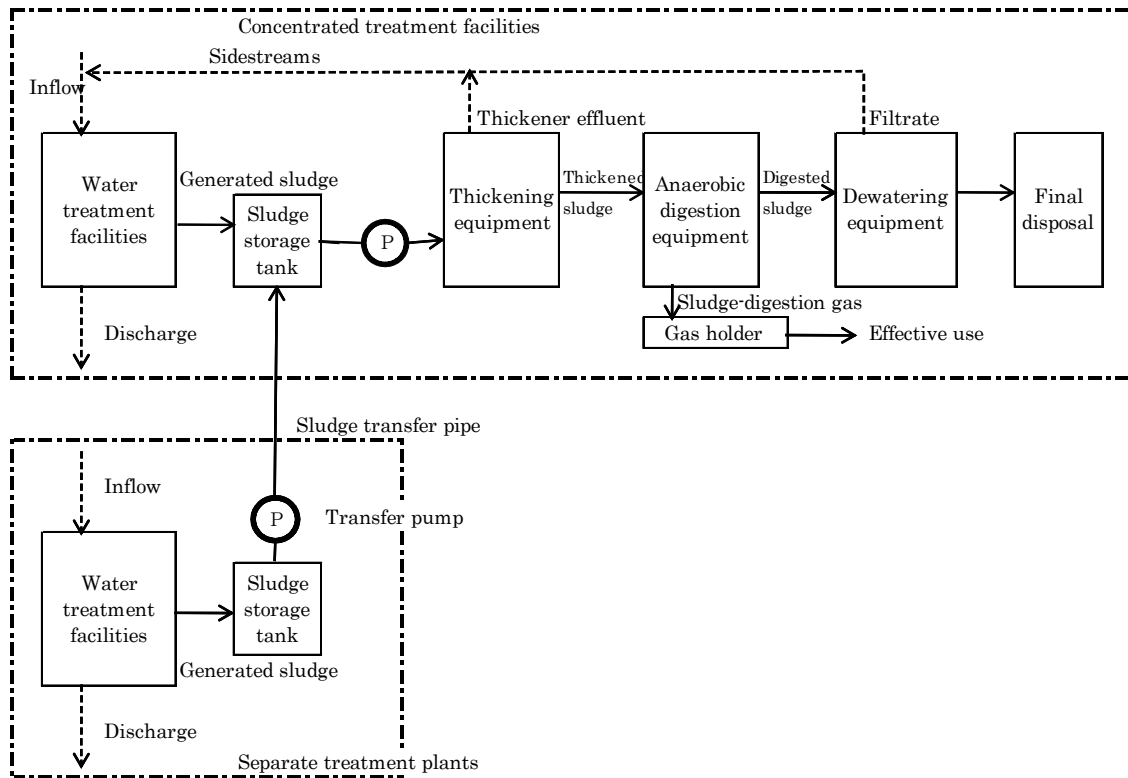 Concentrated treatment facilities
Sidestreams
Inflow
Thickener effluent
Filtrate
Water
treatment
facilities
Generated sludge
Sludge
storage
tank
P
Thickening
equipment
Thickened
sludge
Anaerobic
digestion
equipment
Digested
sludge
Dewatering
equipment
Final
disposal
Sludge-digestion gas
Gas holder
Effective use
Discharge
Sludge transfer pipe
Inflow
P
Transfer pump
Water
treatment
facilities
Sludge
storage
tank
Generated sludge
Discharge
Separate treatment plants